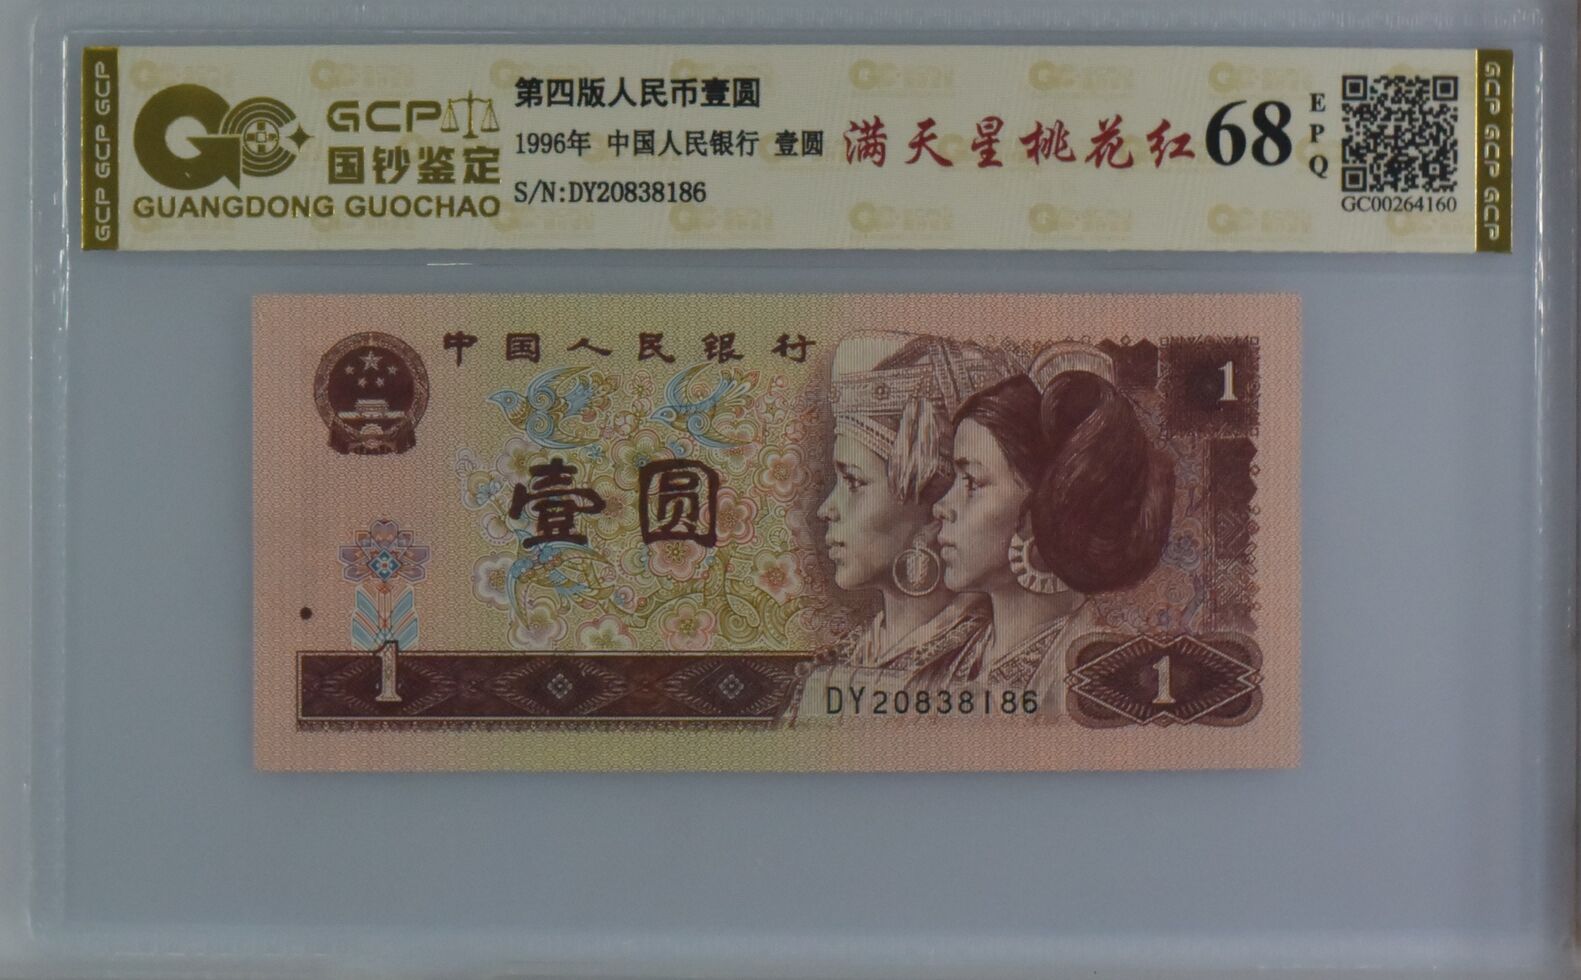 GCP GCP GCP
GCP
国钞鉴定
GUANGDONG GUOCHAO
第四版人民币壹圆
1996年 中国人民银行 壹圆
S/N:DY20838186
满天星桃花红
68
EPQ
GC00264160
GCP GCP GCP
中国人民银行
1
壹圆
1
DY20838186
1